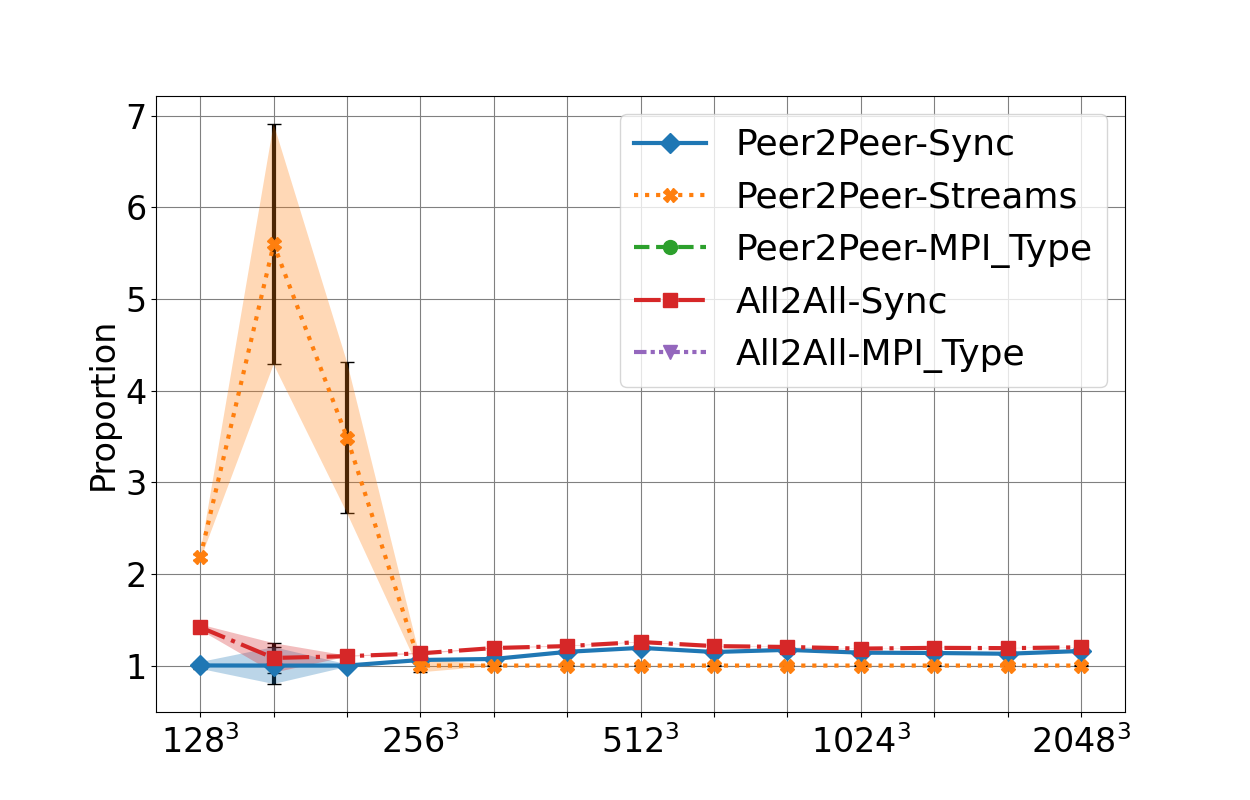 7
6
5
4
3
2
1
Proportion
Peer2Peer-Sync
Peer2Peer-Streams
Peer2Peer-MPI_Type
All2All-Sync
All2All-MPI_Type
128³
256³
512³
1024³
2048³